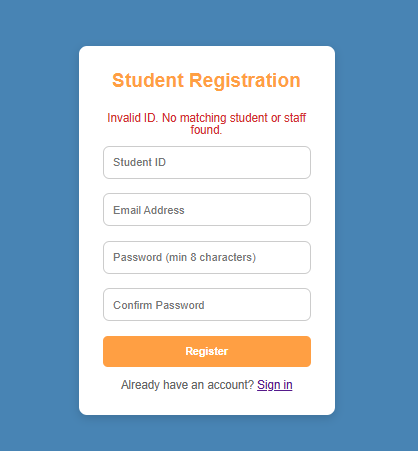 Student Registration
Invalid ID. No matching student or staff
found.
Student ID
Email Address
Password (min 8 characters)
Confirm Password
Register
Already have an account? Sign in